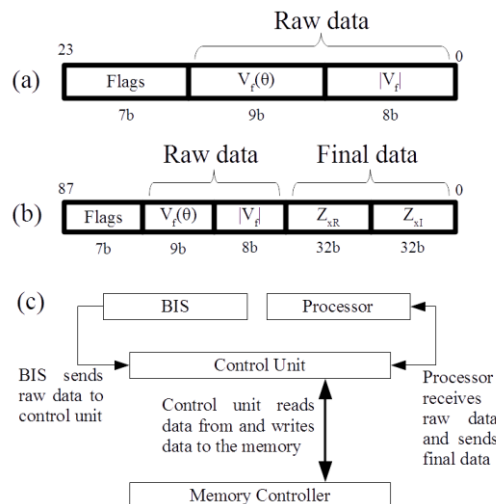 Raw data
23
0
(a)
Flags
V_f(θ)
|V_f|
7b
9b
8b
Raw data
Final data
87
0
(b)
Flags
V_f(θ)
|V_f|
Z_xR
Z_xI
7b
9b
8b
32b
32b
(c)
BIS
Processor
Control Unit
BIS sends
raw data to
control unit
Control unit reads
data from and writes
data to the memory
Processor
receives
raw data
and sends
final data
Memory Controller